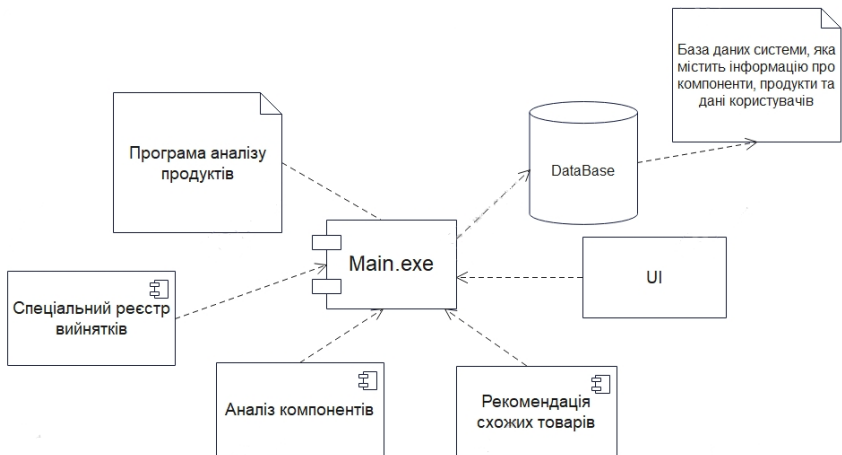 База даних системи, яка
містить інформацію про
компоненти, продукти та
дані користувачів
Програма аналізу
продуктів
DataBase
Main.exe
UI
Спеціальний реєстр
вийнятків
Аналіз компонентів
Рекомендація
схожих товарів